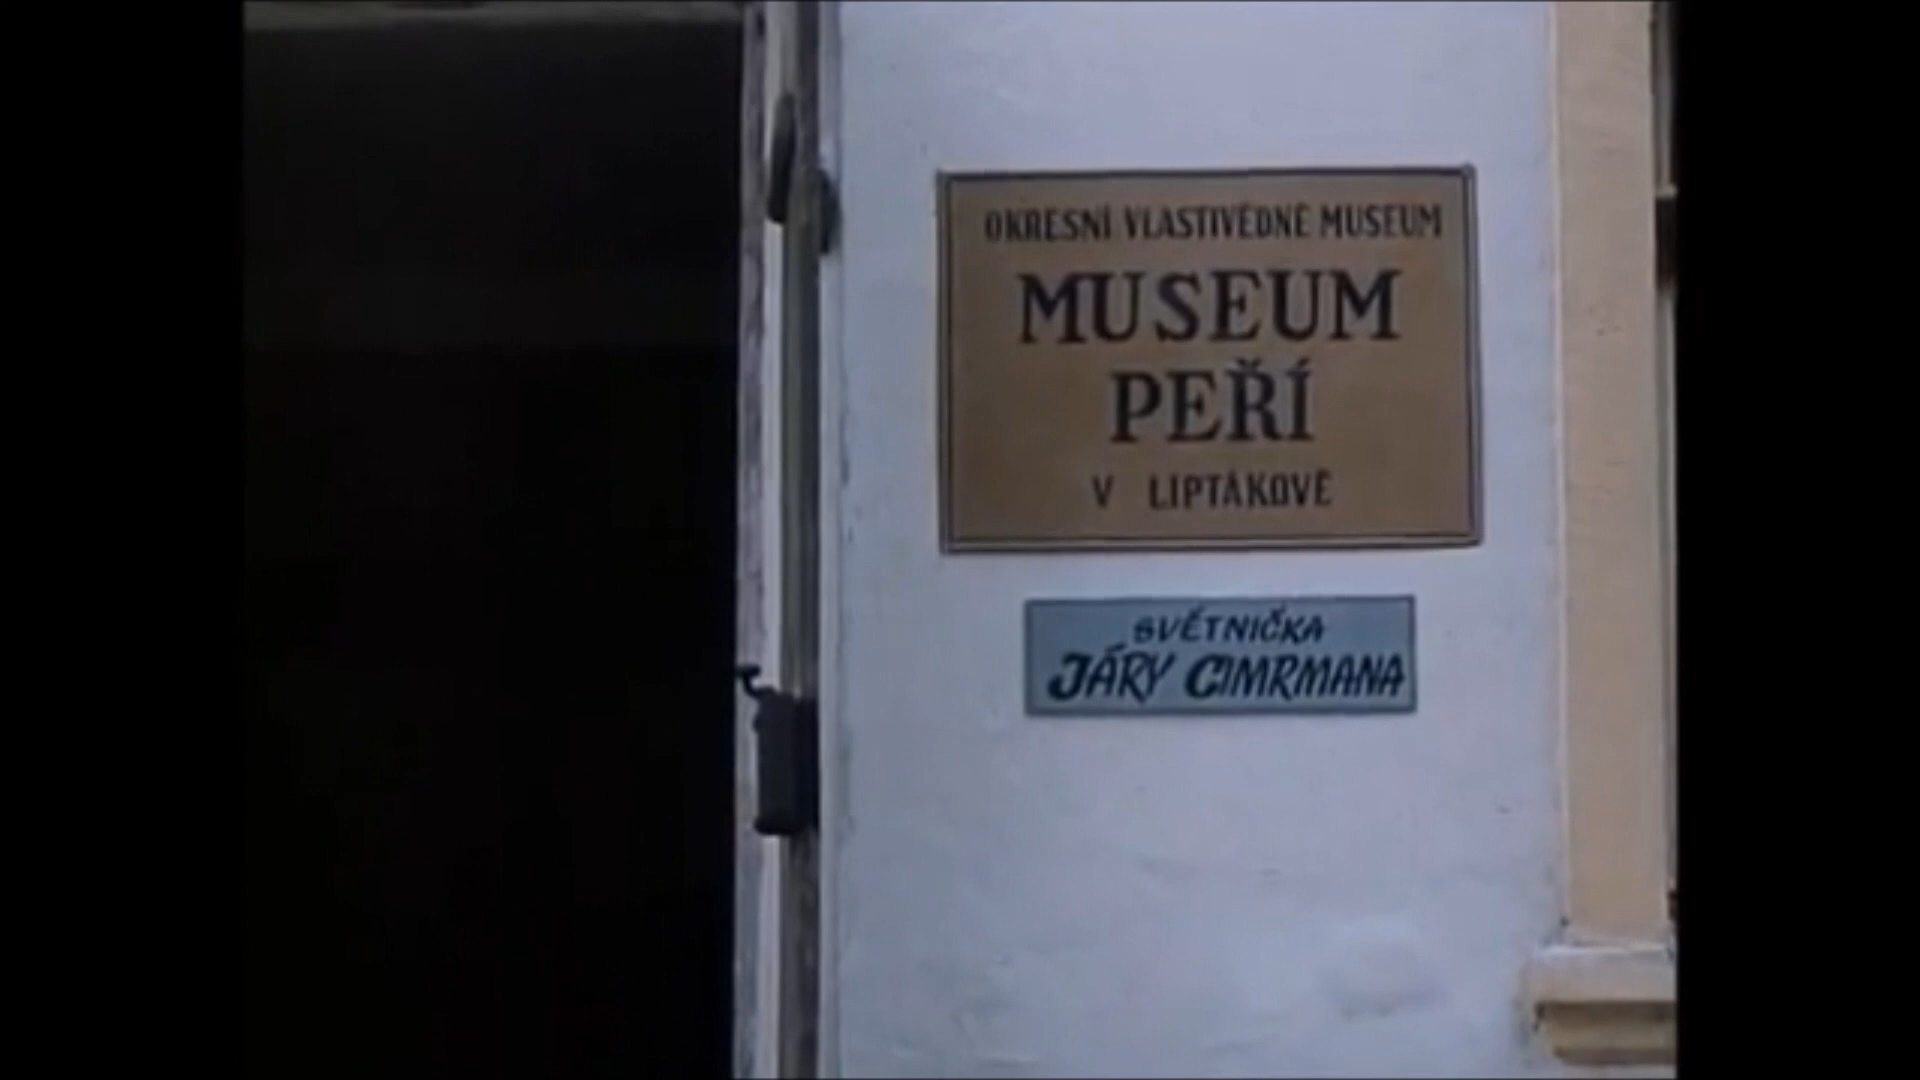 OKRESNÍ VLASTIVĚDNÉ MUSEUM
MUSEUM
PEŘÍ
V LIPTÁKOVĚ
SVĚTNIČKA
JÁRY CIMRMANA